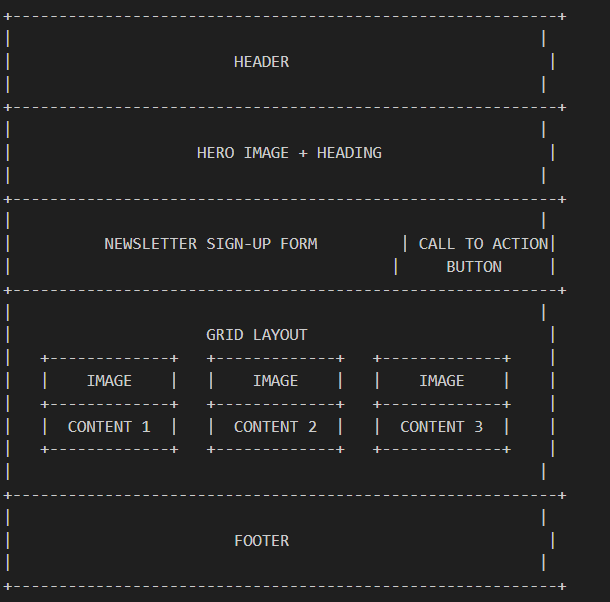 HEADER
HERO IMAGE + HEADING
NEWSLETTER SIGN-UP FORM | CALL TO ACTION|
BUTTON
GRID LAYOUT
IMAGE | | IMAGE | | IMAGE
CONTENT 1 | | CONTENT 2 | | CONTENT 3
FOOTER